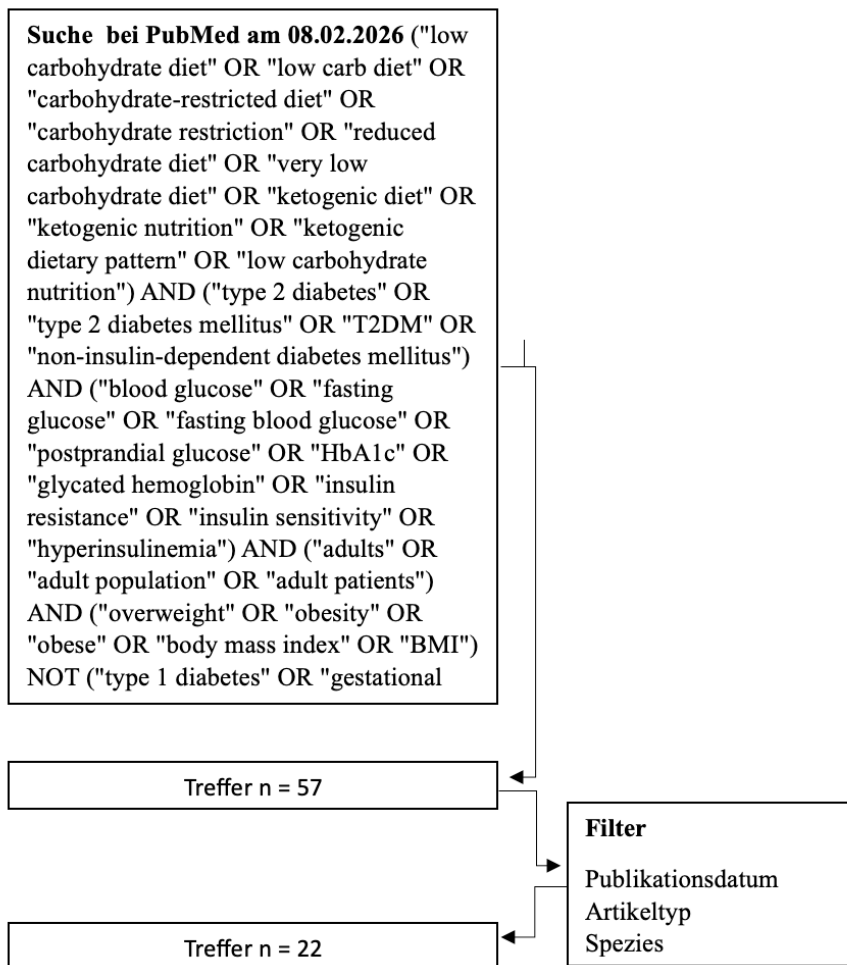 Suche  bei PubMed am 08.02.2026 ("low
carbohydrate diet" OR "low carb diet" OR
"carbohydrate-restricted diet" OR
"carbohydrate restriction" OR "reduced
carbohydrate diet" OR "very low
carbohydrate diet" OR "ketogenic diet" OR
"ketogenic nutrition" OR "ketogenic
dietary pattern" OR "low carbohydrate
nutrition") AND ("type 2 diabetes" OR
"type 2 diabetes mellitus" OR "T2DM" OR
"non-insulin-dependent diabetes mellitus")
AND ("blood glucose" OR "fasting
glucose" OR "fasting blood glucose" OR
"postprandial glucose" OR "HbA1c" OR
"glycated hemoglobin" OR "insulin
resistance" OR "insulin sensitivity" OR
"hyperinsulinemia") AND ("adults" OR
"adult population" OR "adult patients")
AND ("overweight" OR "obesity" OR
"obese" OR "body mass index" OR "BMI")
NOT ("type 1 diabetes" OR "gestational
Treffer n = 57
Filter
Publikationsdatum
Artikeltyp
Spezies
Treffer n = 22